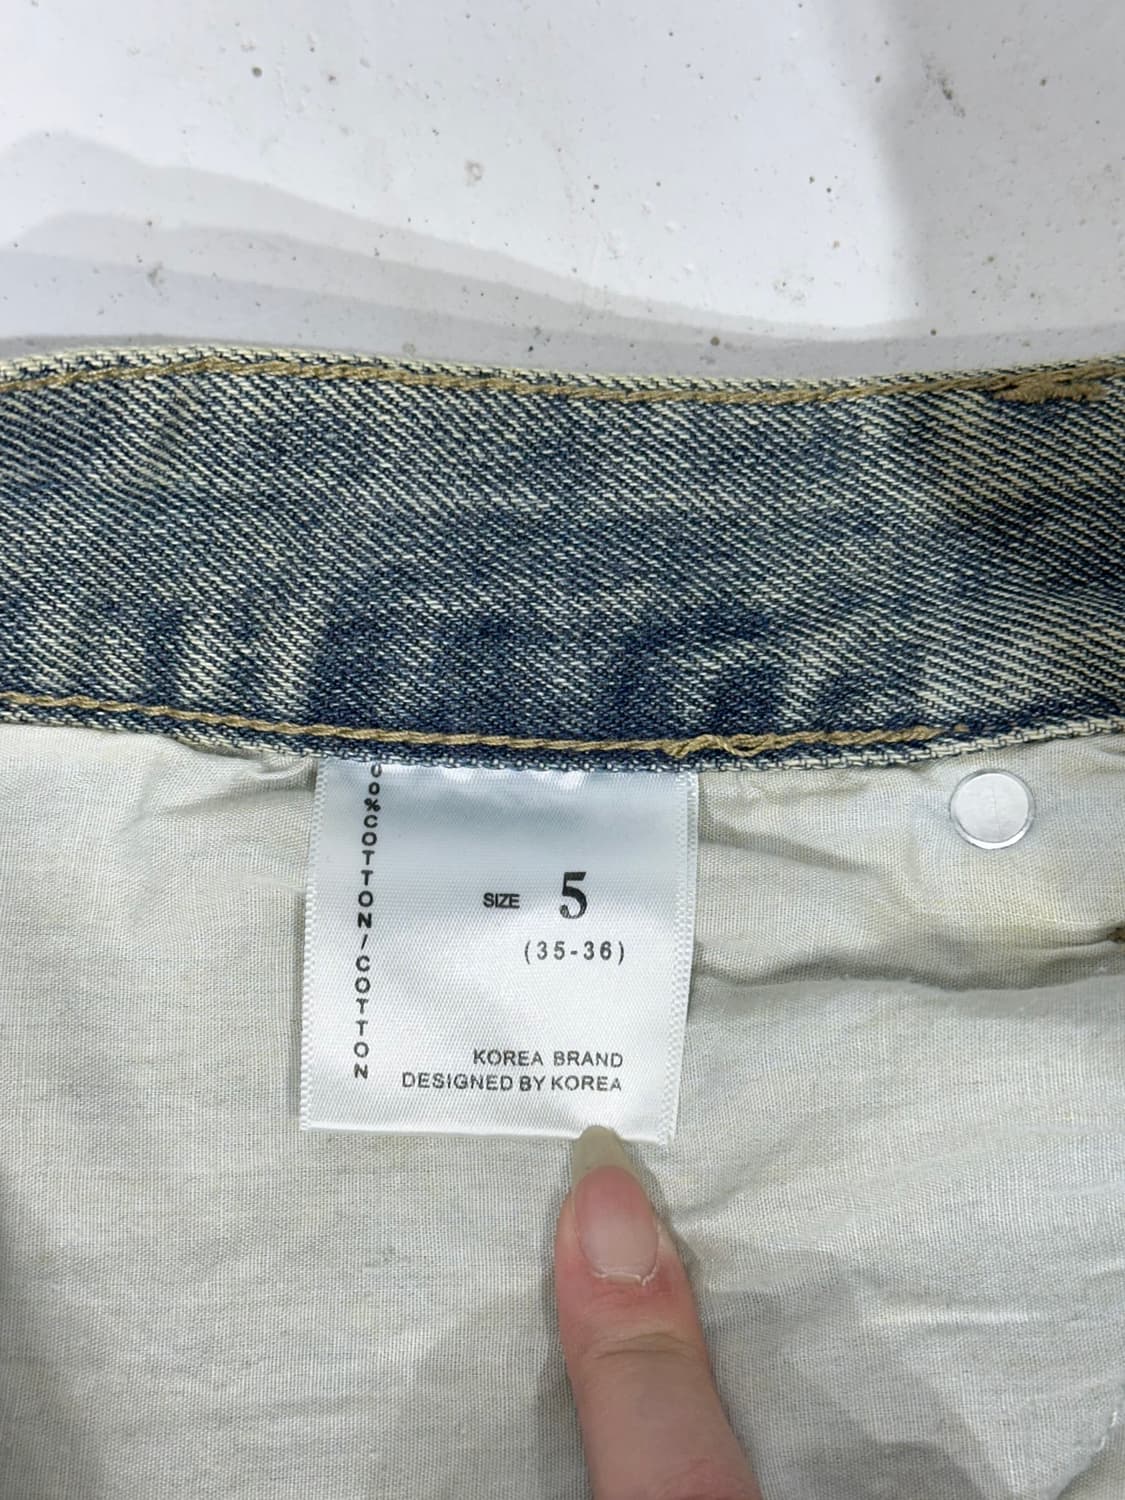 00%COTTON/COTTON
SIZE 5
(35-36)
KOREA BRAND
DESIGNED BY KOREA